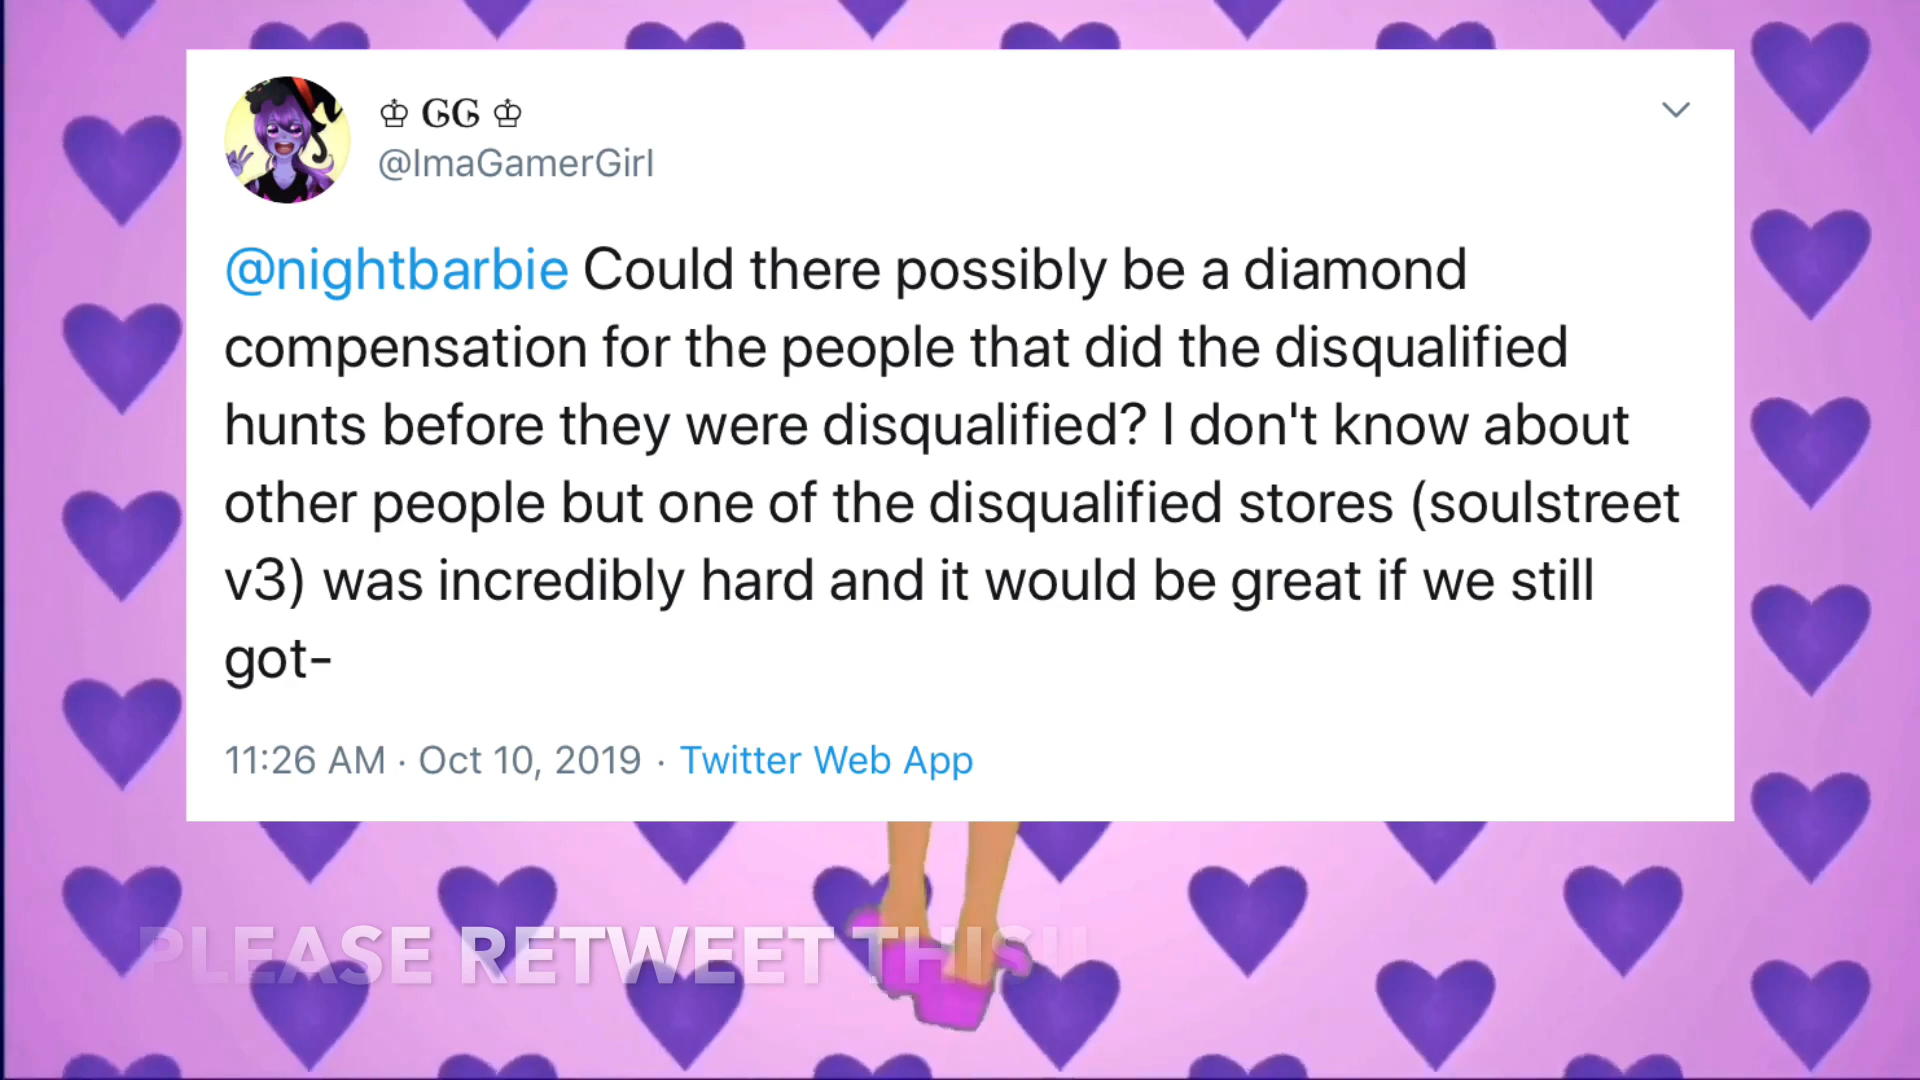 ♔ GG ♔
@ImaGamerGirl
@nightbarbie Could there possibly be a diamond
compensation for the people that did the disqualified
hunts before they were disqualified? I don't know about
other people but one of the disqualified stores (soulstreet
v3) was incredibly hard and it would be great if we still
got-
11:26 AM · Oct 10, 2019 · Twitter Web App
PLEASE RETWEET THIS!!